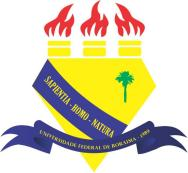 SAPIENTIA - HOMO - NATURA
UNIVERSIDADE FEDERAL DE RORAIMA - 1989